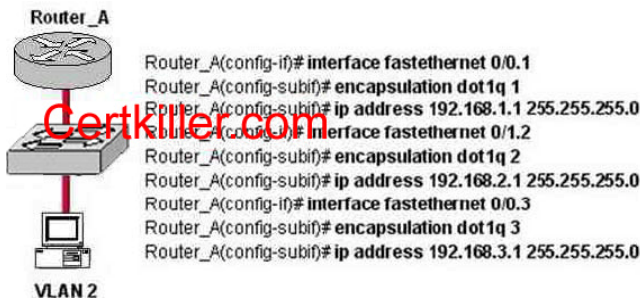 Router_A
Router_A(config-if)# interface fastethernet 0/0.1
Router_A(config-subif)# encapsulation dot1q 1
Router_A(config-subif)# ip address 192.168.1.1 255.255.255.0
Certkiller.com
Router_A(config-if)# interface fastethernet 0/1.2
Router_A(config-subif)# encapsulation dot1q 2
Router_A(config-subif)# ip address 192.168.2.1 255.255.255.0
Router_A(config-if)# interface fastethernet 0/0.3
Router_A(config-subif)# encapsulation dot1q 3
Router_A(config-subif)# ip address 192.168.3.1 255.255.255.0
VLAN 2